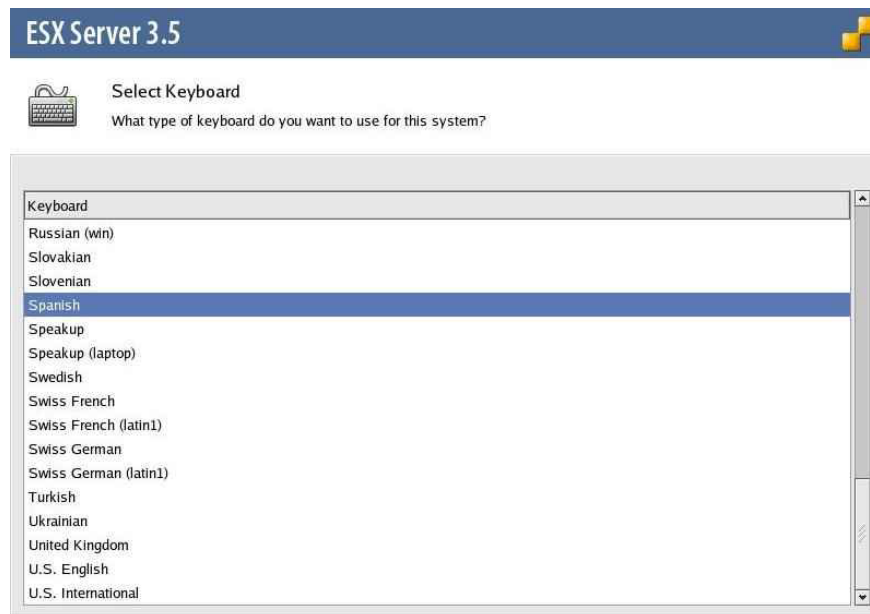 ESX Server 3.5
Select Keyboard
What type of keyboard do you want to use for this system?
Keyboard
Russian (win)
Slovakian
Slovenian
Spanish
Speakup
Speakup (laptop)
Swedish
Swiss French
Swiss French (latin1)
Swiss German
Swiss German (latin1)
Turkish
Ukrainian
United Kingdom
U.S. English
U.S. International